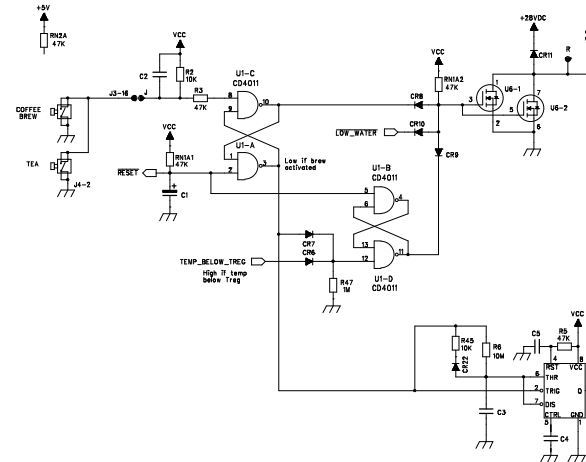 +5V
RN2A
47K
VCC
C2
R2
10K
COFFEE
BREW
J3-16
J
R3
47K
U1-C
CD4011
8
9
10
TEA
J4-2
VCC
RN1A1
47K
RESET
C1
U1-A
CD4011
1
2
3
Low if brew
activated
U1-B
CD4011
5
6
4
13
12
11
U1-D
CD4011
CR7
CR6
TEMP_BELOW_TREG
High if temp
below Treg
R47
1M
VCC
RN1A2
47K
CR8
LOW_WATER
CR10
CR9
+28VDC
CR11
R
1
3
2
U6-1
7
5
6
U6-2
R45
10K
CR22
R6
10M
C3
C5
R5
47K
VCC
4
8
RST
VCC
6
THR
2
TRIG
Q
7
DIS
CTRL
GND
5
1
C4